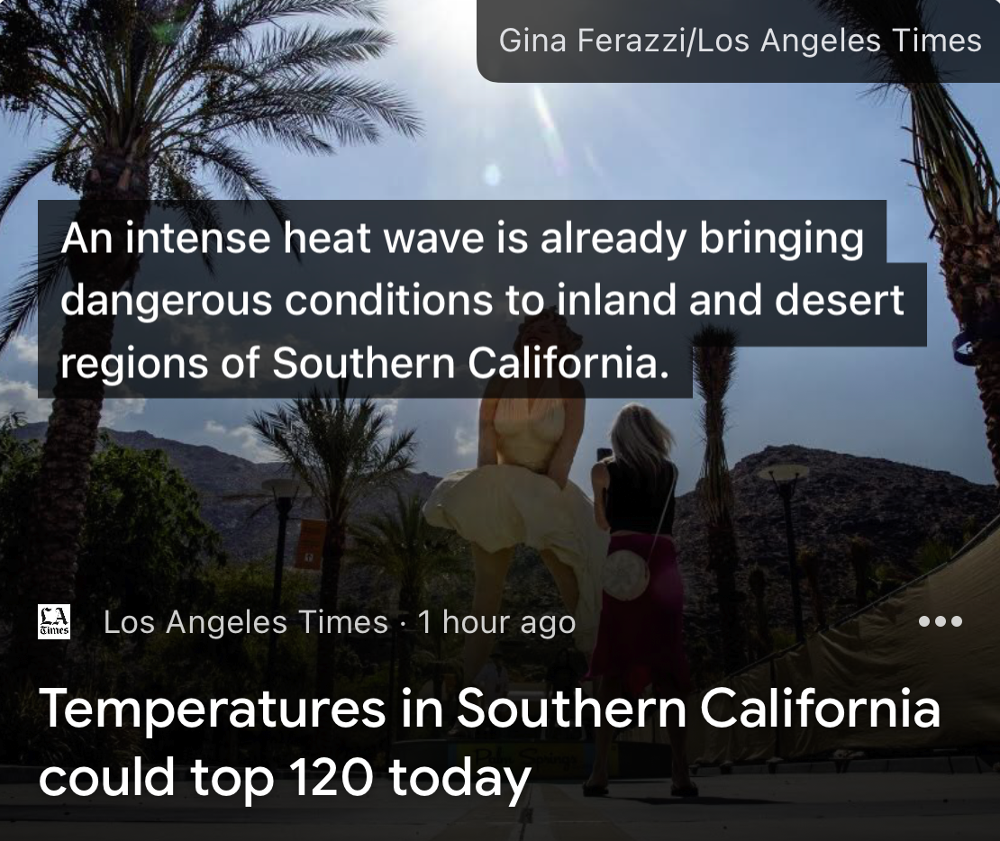 Gina Ferazzi/Los Angeles Times
An intense heat wave is already bringing
dangerous conditions to inland and desert
regions of Southern California.
LA
Times
Los Angeles Times · 1 hour ago
Temperatures in Southern California
could top 120 today
Palm Springs